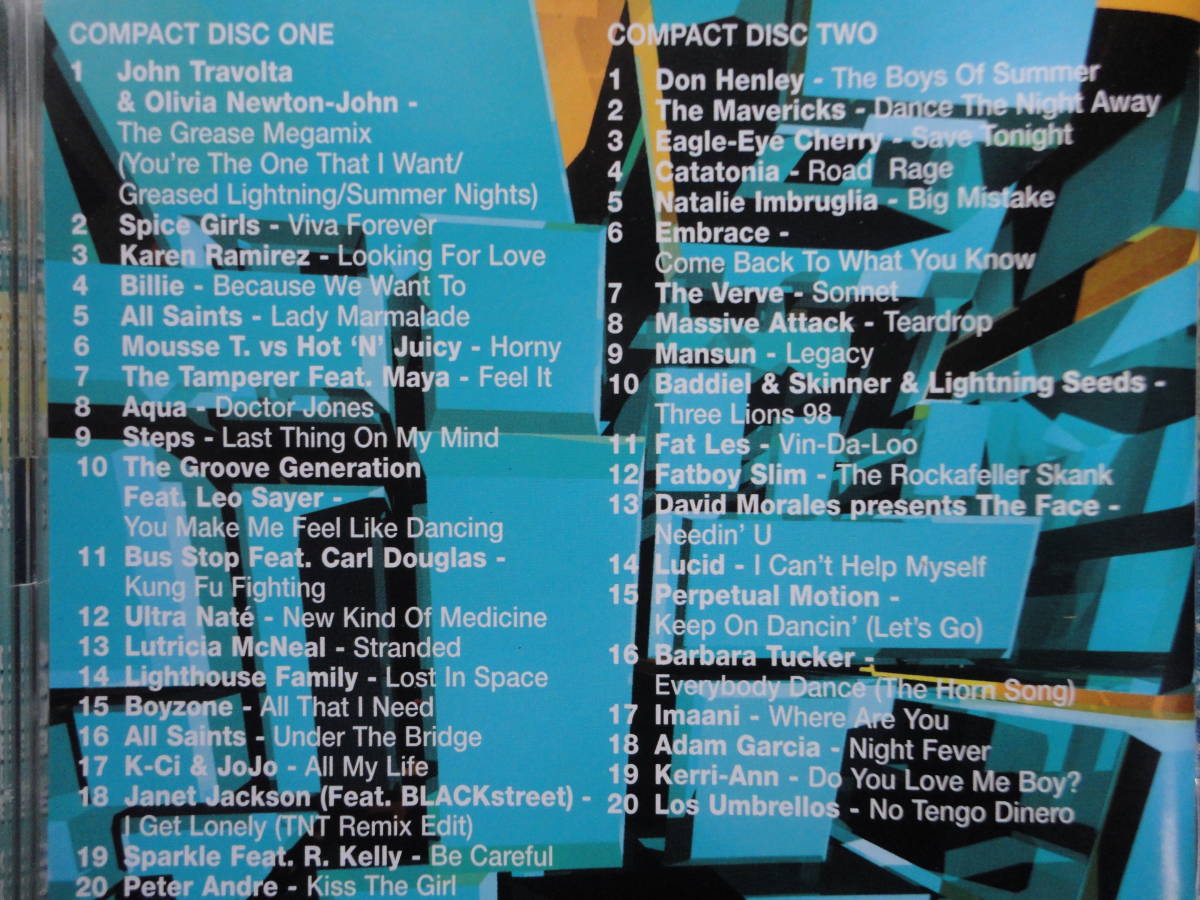 COMPACT DISC ONE
1 John Travolta
& Olivia Newton-John -
The Grease Megamix
(You're The One That I Want/
Greased Lightning/Summer Nights)
2 Spice Girls - Viva Forever
3 Karen Ramirez - Looking For Love
4 Billie - Because We Want To
5 All Saints - Lady Marmalade
6 Mousse T. vs Hot ‘N’ Juicy - Horny
7 The Tamperer Feat. Maya - Feel It
8 Aqua - Doctor Jones
9 Steps - Last Thing On My Mind
10 The Groove Generation
Feat. Leo Sayer -
You Make Me Feel Like Dancing
11 Bus Stop Feat. Carl Douglas -
Kung Fu Fighting
12 Ultra Naté - New Kind Of Medicine
13 Lutricia McNeal - Stranded
14 Lighthouse Family - Lost In Space
15 Boyzone - All That I Need
16 All Saints - Under The Bridge
17 K-Ci & JoJo - All My Life
18 Janet Jackson (Feat. BLACKstreet) -
I Get Lonely (TNT Remix Edit)
19 Sparkle Feat. R. Kelly - Be Careful
20 Peter Andre - Kiss The Girl
COMPACT DISC TWO
1 Don Henley - The Boys Of Summer
2 The Mavericks - Dance The Night Away
3 Eagle-Eye Cherry - Save Tonight
4 Catatonia - Road Rage
5 Natalie Imbruglia - Big Mistake
6 Embrace -
Come Back To What You Know
7 The Verve - Sonnet
8 Massive Attack - Teardrop
9 Mansun - Legacy
10 Baddiel & Skinner & Lightning Seeds -
Three Lions 98
11 Fat Les - Vin-Da-Loo
12 Fatboy Slim - The Rockafeller Skank
13 David Morales presents The Face -
Needin' U
14 Lucid - I Can't Help Myself
15 Perpetual Motion -
Keep On Dancin' (Let's Go)
16 Barbara Tucker -
Everybody Dance (The Horn Song)
17 Imaani - Where Are You
18 Adam Garcia - Night Fever
19 Kerri-Ann - Do You Love Me Boy?
20 Los Umbrellos - No Tengo Dinero